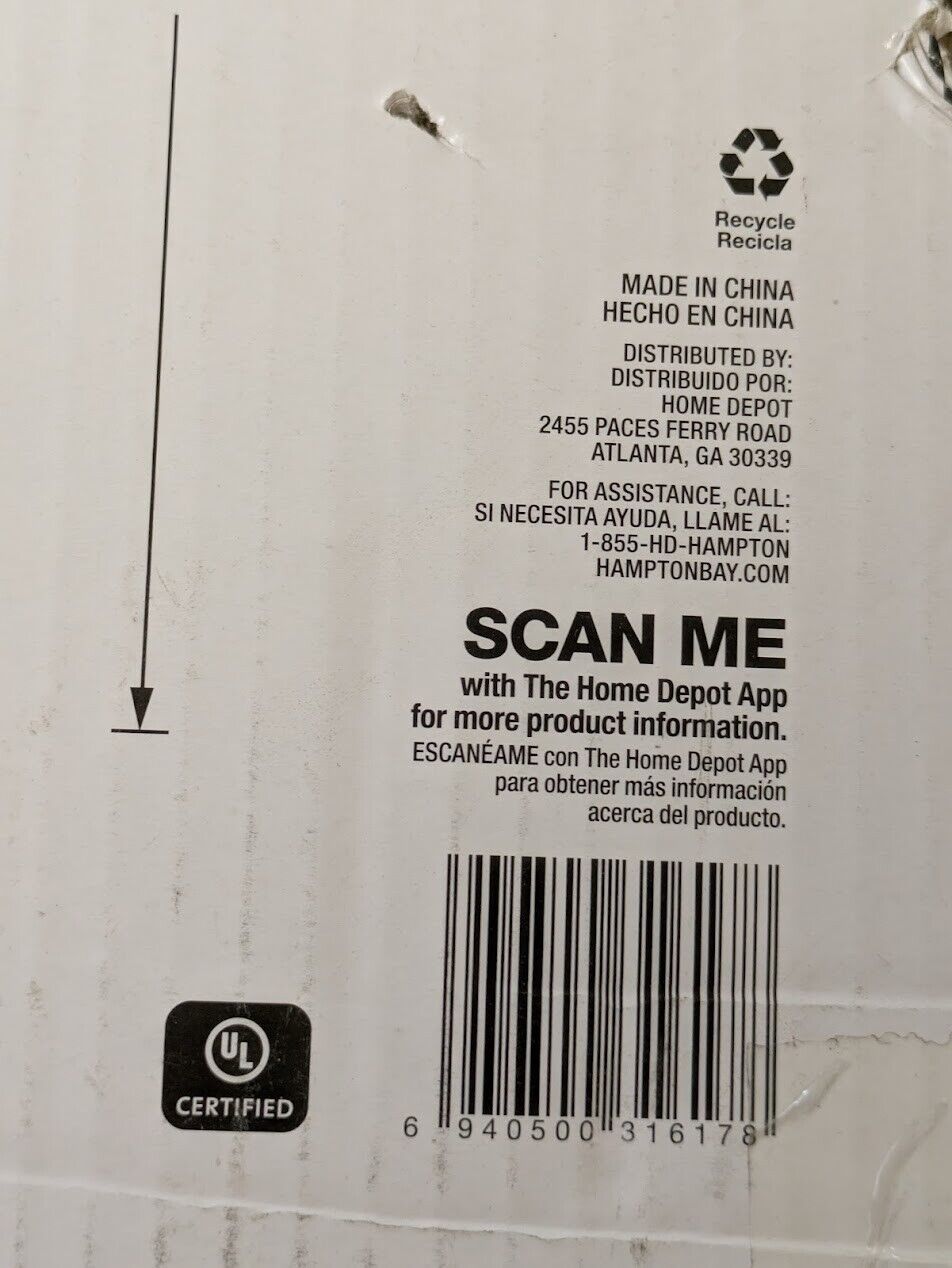 Recycle
Recicla
MADE IN CHINA
HECHO EN CHINA
DISTRIBUTED BY:
DISTRIBUIDO POR:
HOME DEPOT
2455 PACES FERRY ROAD
ATLANTA, GA 30339
FOR ASSISTANCE, CALL:
SI NECESITA AYUDA, LLAME AL:
1-855-HD-HAMPTON
HAMPTONBAY.COM
SCAN ME
with The Home Depot App
for more product information.
ESCANÉAME con The Home Depot App
para obtener más información
acerca del producto.
UL
CERTIFIED
6 940500 316178